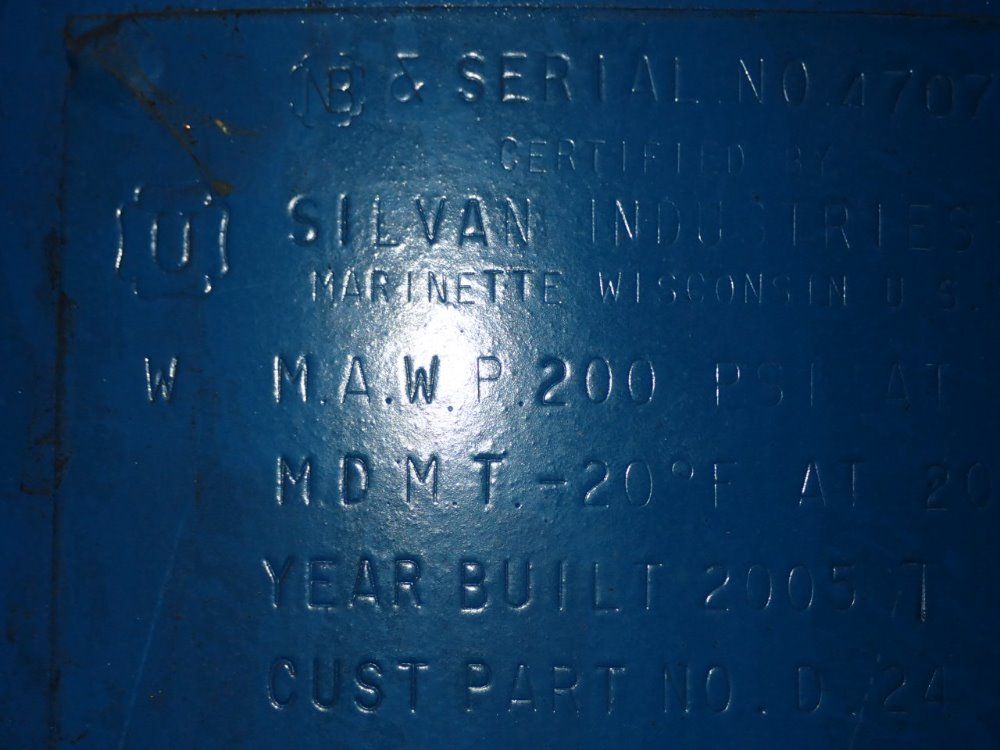 NB & SERIAL NO. 4707
CERTIFIED BY
U
SILVAN INDUSTRIES
MARINETTE WISCONSIN U.S.
W M.A.W.P. 200 PSI AT
M.D.M.T. -20°F AT 20
YEAR BUILT 2005 T
CUST PART NO. D. 24